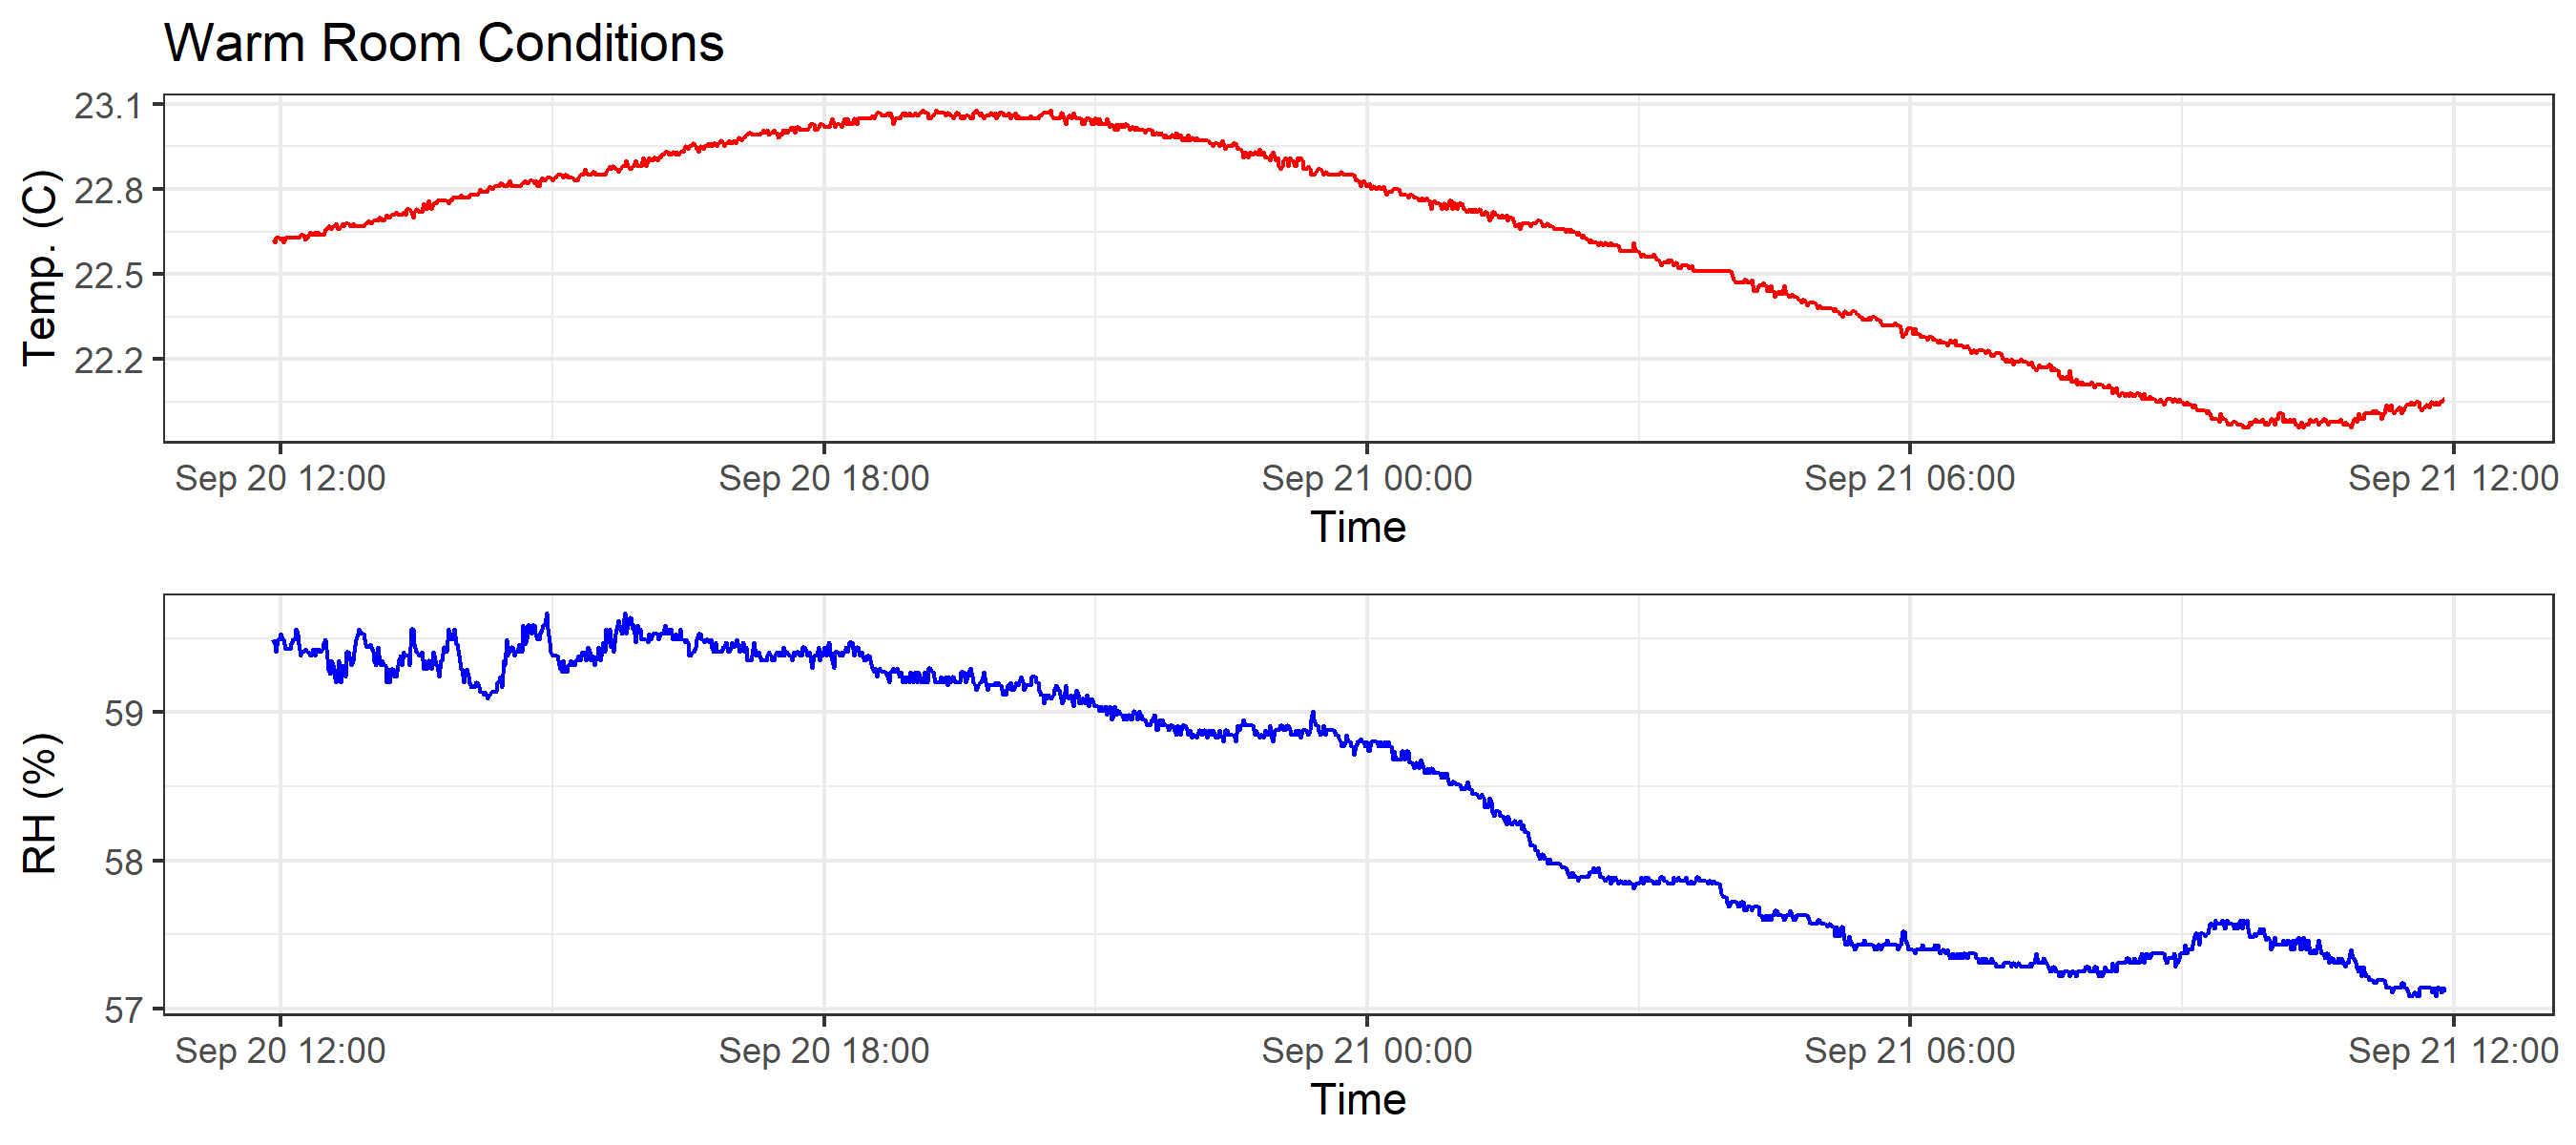 Warm Room Conditions
23.1
22.8
22.5
22.2
Temp. (C)
Sep 20 12:00 Sep 20 18:00 Sep 21 00:00 Sep 21 06:00 Sep 21 12:00
Time
59
58
57
RH (%)
Sep 20 12:00 Sep 20 18:00 Sep 21 00:00 Sep 21 06:00 Sep 21 12:00
Time